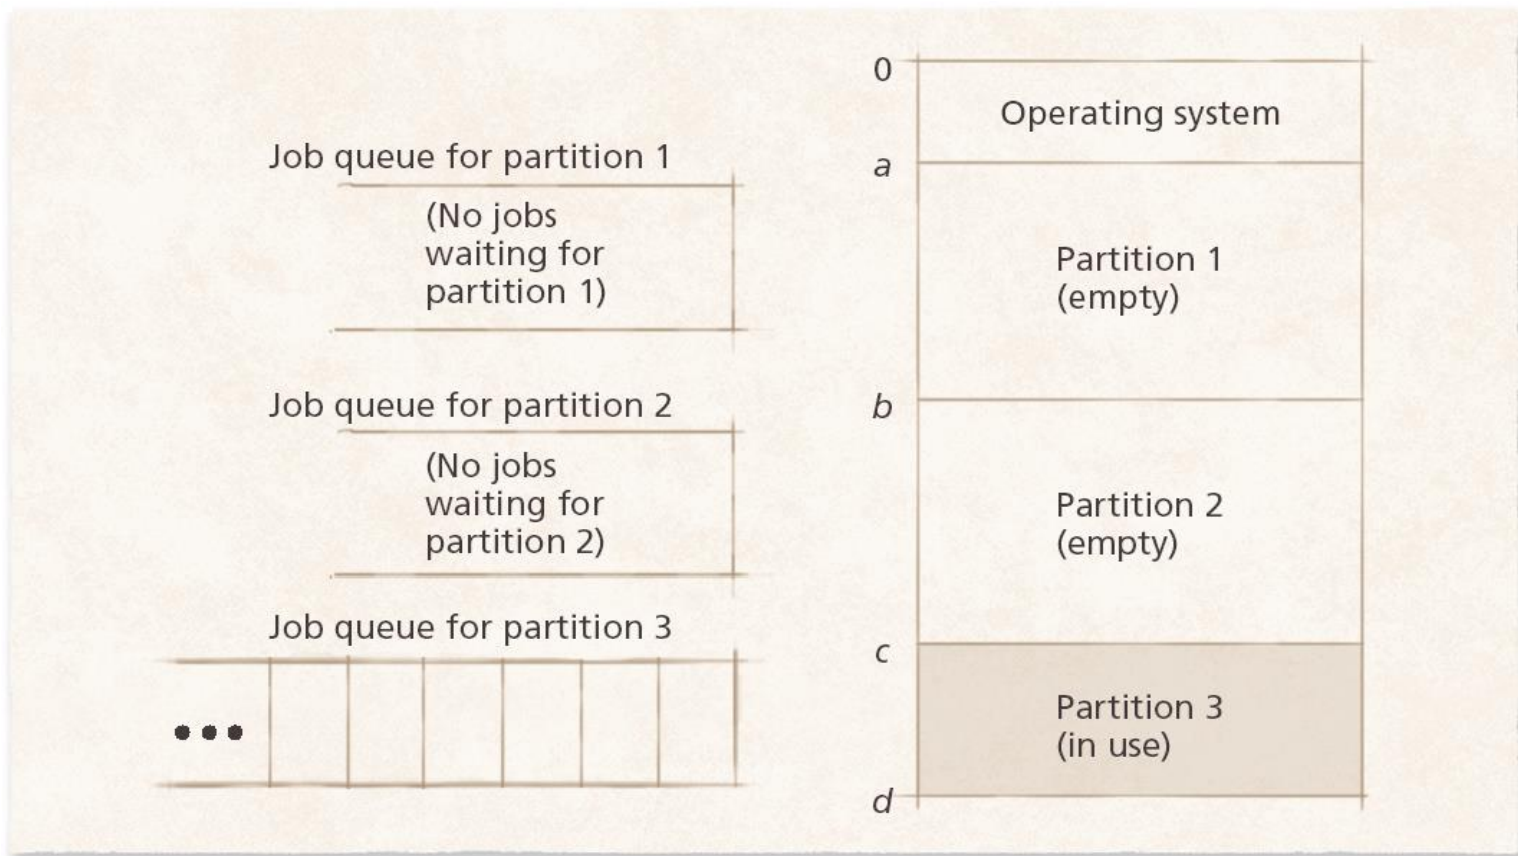 Job queue for partition 1
(No jobs
waiting for
partition 1)
Job queue for partition 2
(No jobs
waiting for
partition 2)
Job queue for partition 3
0
Operating system
a
Partition 1
(empty)
b
Partition 2
(empty)
c
Partition 3
(in use)
d